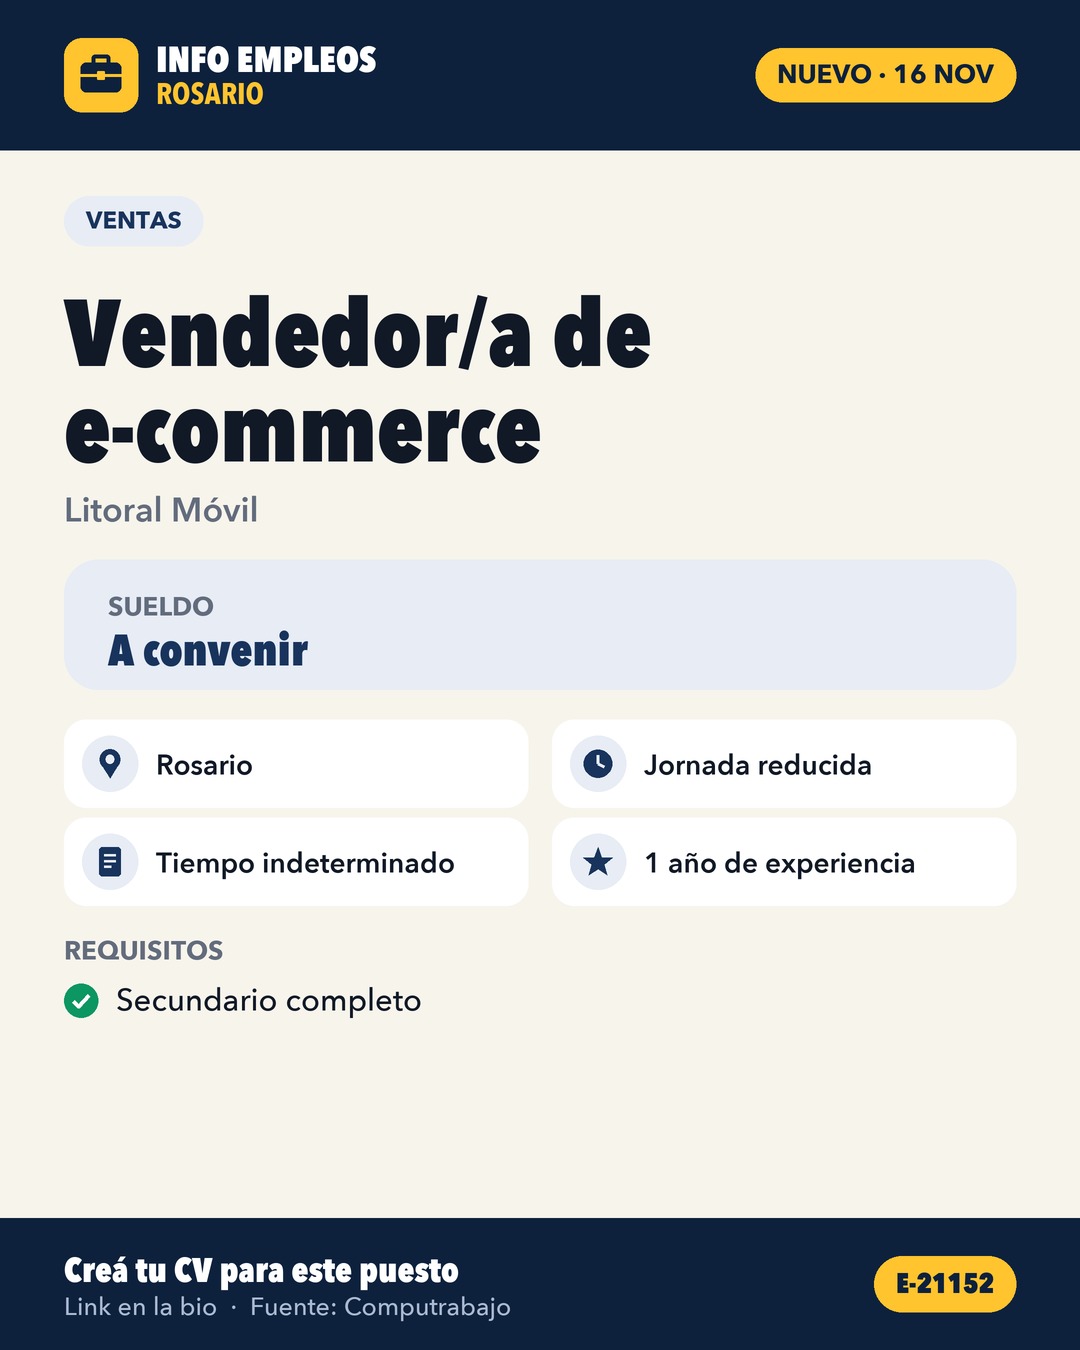 INFO EMPLEOS
ROSARIO
NUEVO · 16 NOV
VENTAS
Vendedor/a de
e-commerce
Litoral Móvil
SUELDO
A convenir
Rosario
Jornada reducida
Tiempo indeterminado
1 año de experiencia
REQUISITOS
Secundario completo
Creá tu CV para este puesto
Link en la bio · Fuente: Computrabajo
E-21152